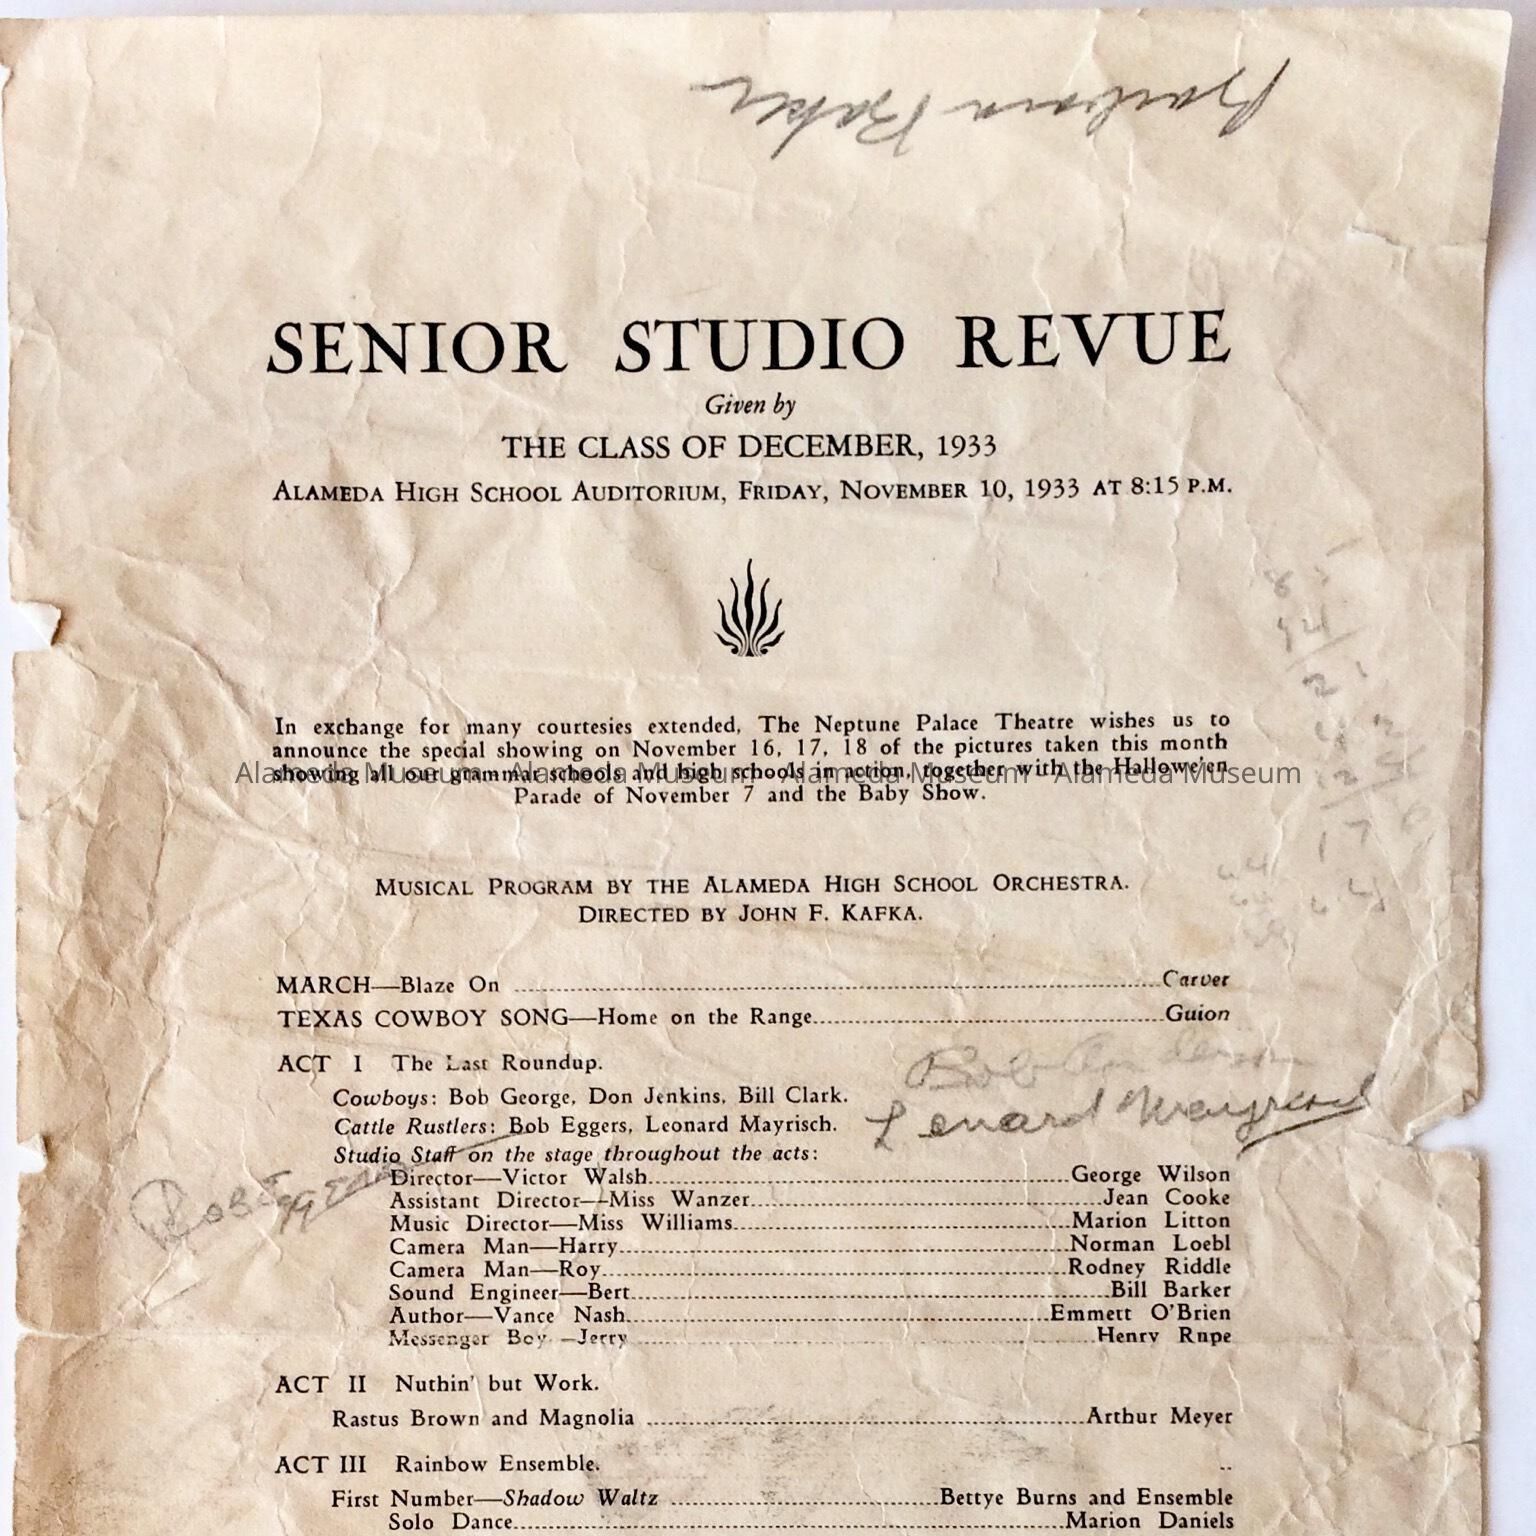 Barbara Baker
SENIOR STUDIO REVUE
Given by
THE CLASS OF DECEMBER, 1933
ALAMEDA HIGH SCHOOL AUDITORIUM, FRIDAY, NOVEMBER 10, 1933 AT 8:15 P.M.
In exchange for many courtesies extended, The Neptune Palace Theatre wishes us to
announce the special showing on November 16, 17, 18 of the pictures taken this month
showing all our grammar schools and high schools in action, together with the Hallowe'en
Alameda Museum - Alameda Museum - Alameda Museum - Alameda Museum
Parade of November 7 and the Baby Show.
MUSICAL PROGRAM BY THE ALAMEDA HIGH SCHOOL ORCHESTRA.
DIRECTED BY JOHN F. KAFKA.
MARCH—Blaze On ........ Carver
TEXAS COWBOY SONG—Home on the Range........ Guion
ACT I The Last Roundup.
Bob
Cowboys: Bob George, Don Jenkins, Bill Clark.
Lenard
Cattle Rustlers: Bob Eggers, Leonard Mayrisch.
Studio Staff on the stage throughout the acts:
Bob Eggers
Director—Victor Walsh........ George Wilson
Assistant Director—Miss Wanzer........ Jean Cooke
Music Director—Miss Williams........ Marion Litton
Camera Man—Harry........ Norman Loebl
Camera Man—Roy........ Rodney Riddle
Sound Engineer—Bert........ Bill Barker
Author—Vance Nash........ Emmett O'Brien
Messenger Boy—Jerry ........ Henry Rupe
ACT II Nuthin' but Work.
Rastus Brown and Magnolia ........ Arthur Meyer
ACT III Rainbow Ensemble.
First Number—Shadow Waltz ........ Bettye Burns and Ensemble
Solo Dance........ Marion Daniels